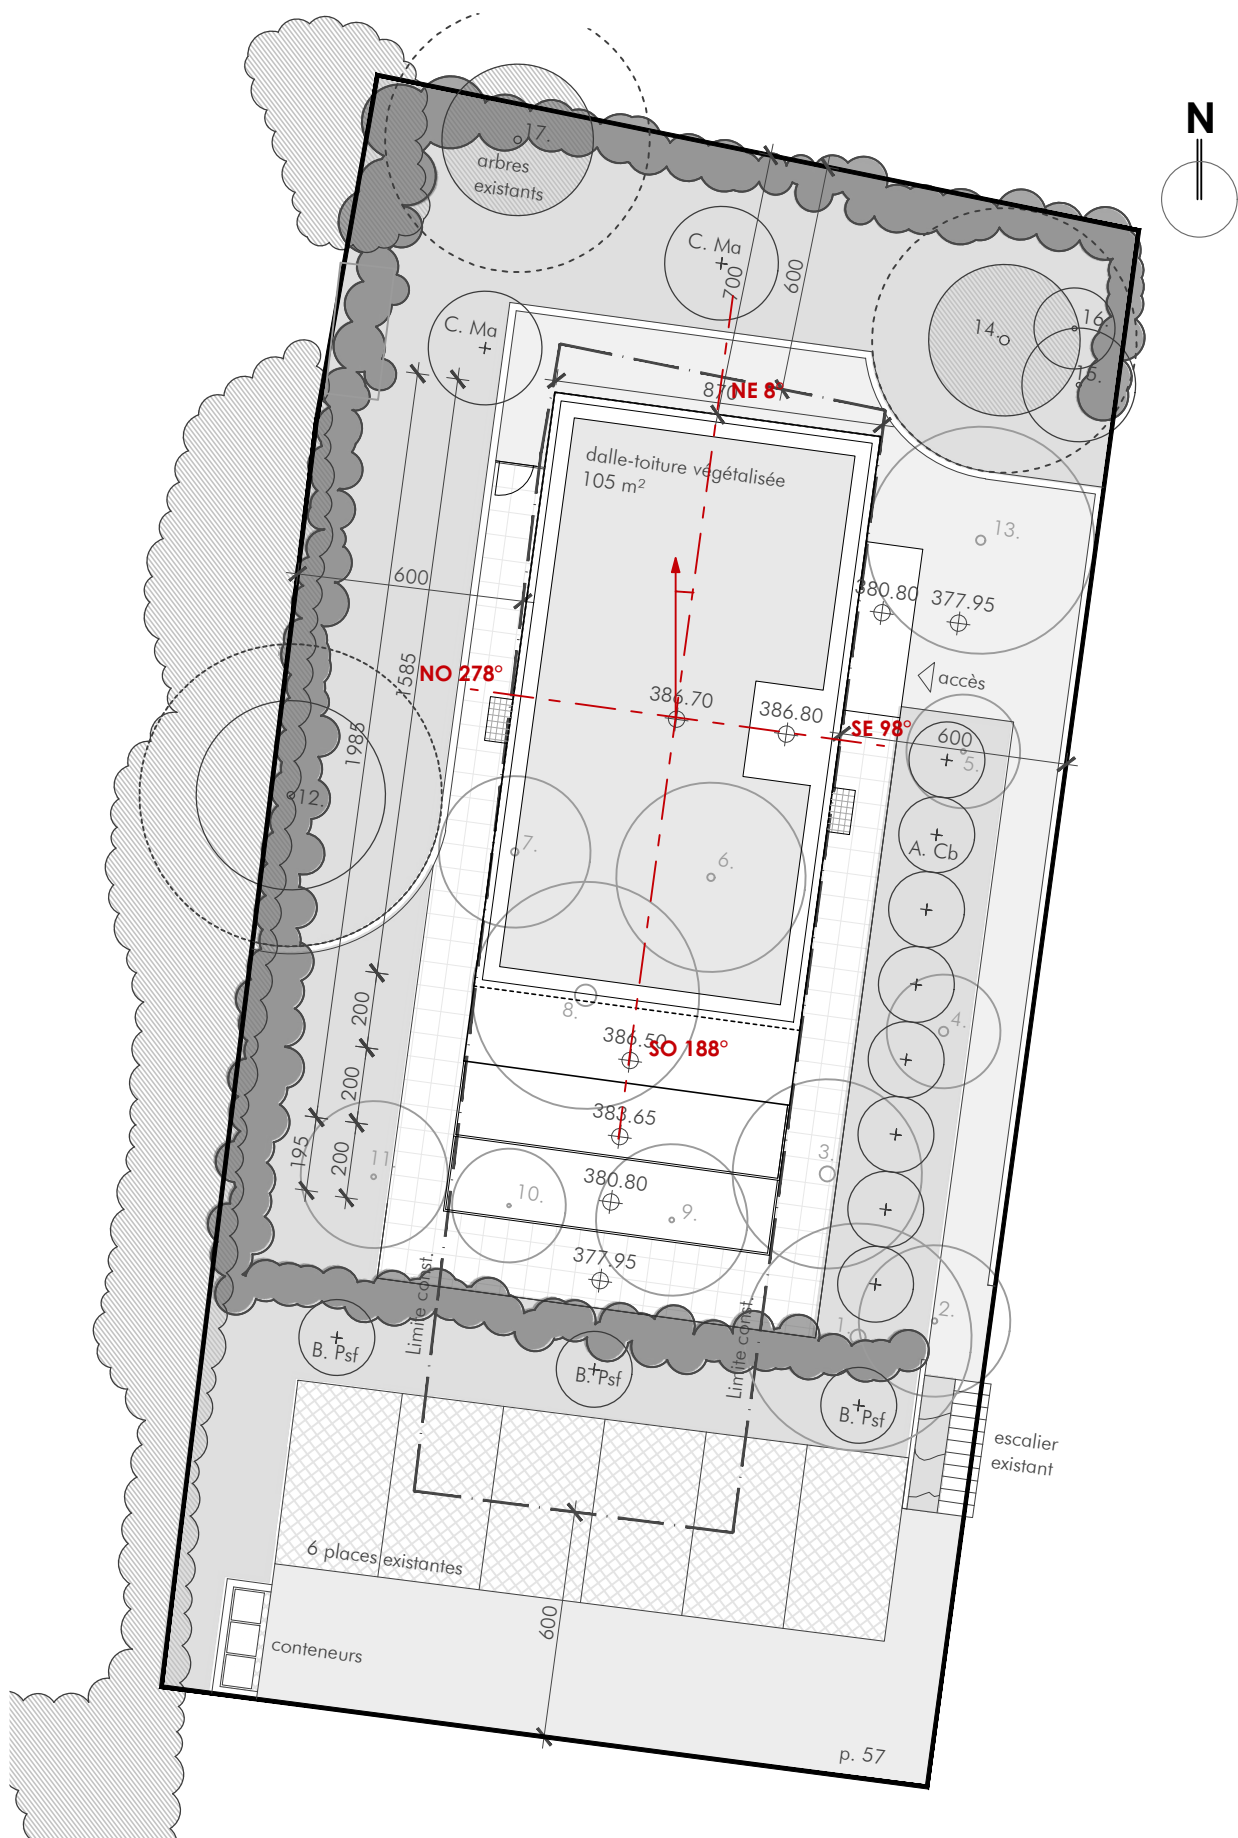 N
17.
arbres
existants
C. Ma
700
600
C. Ma
14.
16.
15.
870
NE 8°
dalle-toiture végétalisée
105 m²
13.
600
380.80
377.95
1585
NO 278°
386.70
386.80
accès
SE 98°
600
5.
1985
12.
7.
6.
A. Cb
8.
200
386.50
SO 188°
4.
200
383.65
195
200
11.
10.
380.80
9.
3.
377.95
Limite const.
Limite const.
1.
2.
B. Psf
B. Psf
B. Psf
escalier
existant
6 places existantes
600
conteneurs
p. 57